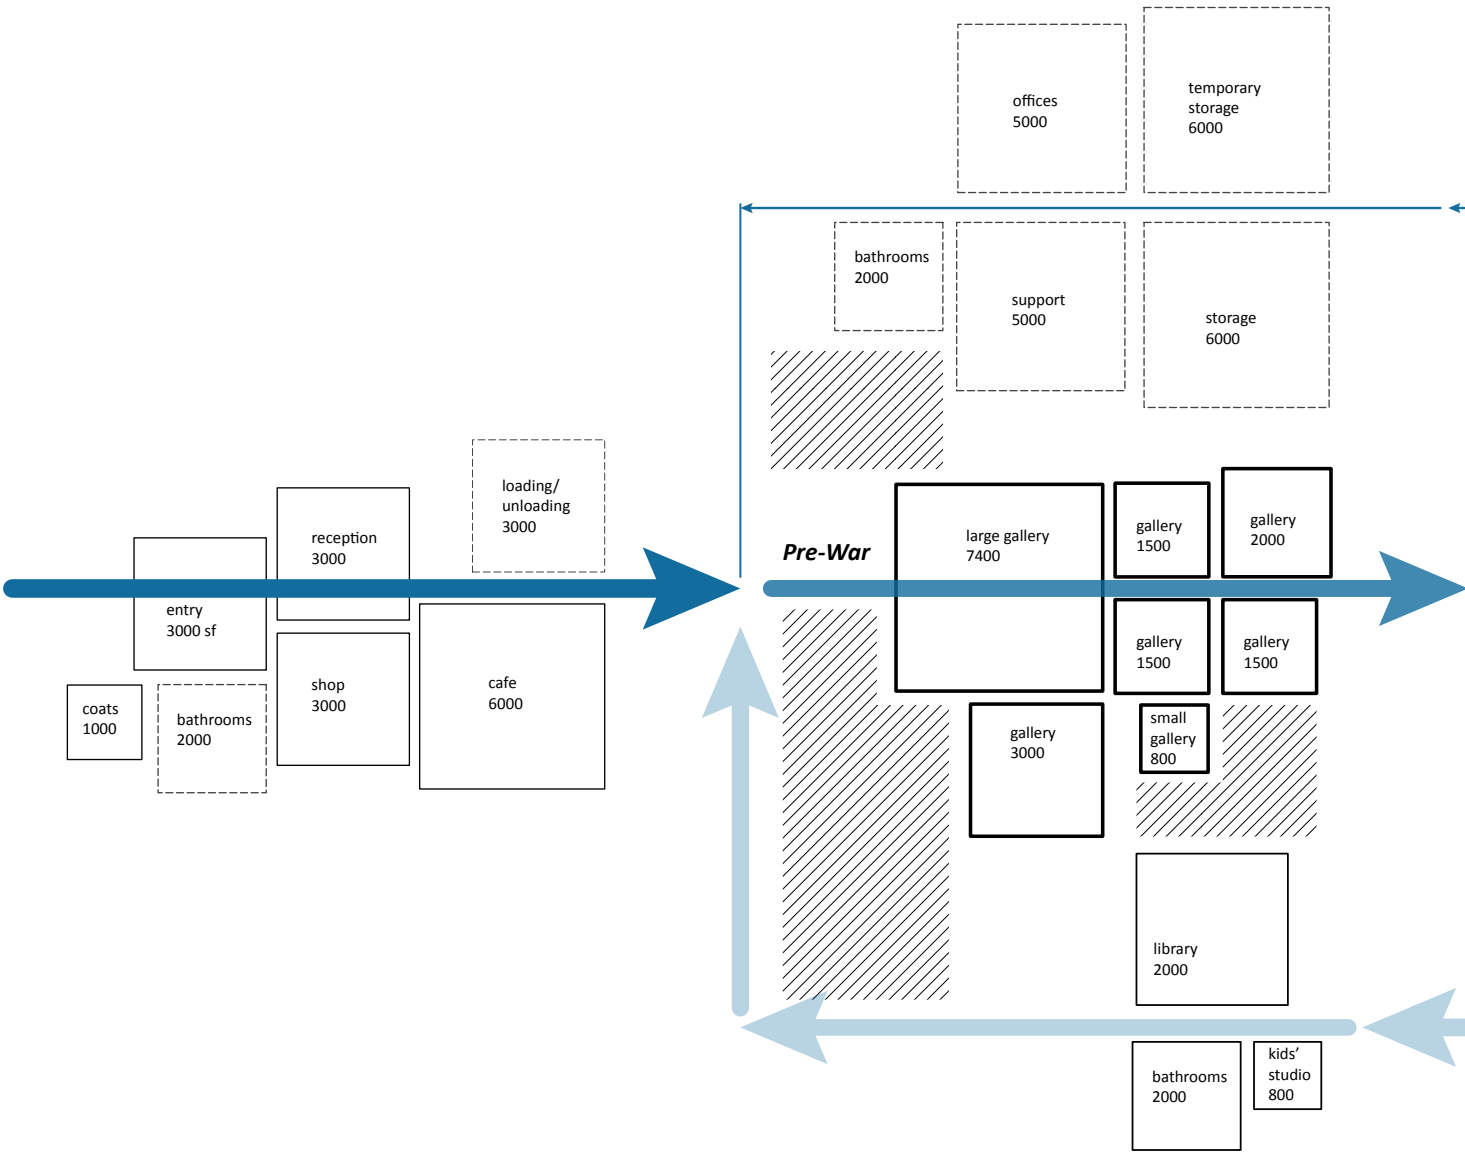 offices
5000
temporary
storage
6000
bathrooms
2000
support
5000
storage
6000
loading/
unloading
3000
reception
3000
entry
3000 sf
shop
3000
cafe
6000
coats
1000
bathrooms
2000
Pre-War
large gallery
7400
gallery
1500
gallery
2000
gallery
1500
gallery
1500
gallery
3000
small
gallery
800
library
2000
bathrooms
2000
kids'
studio
800